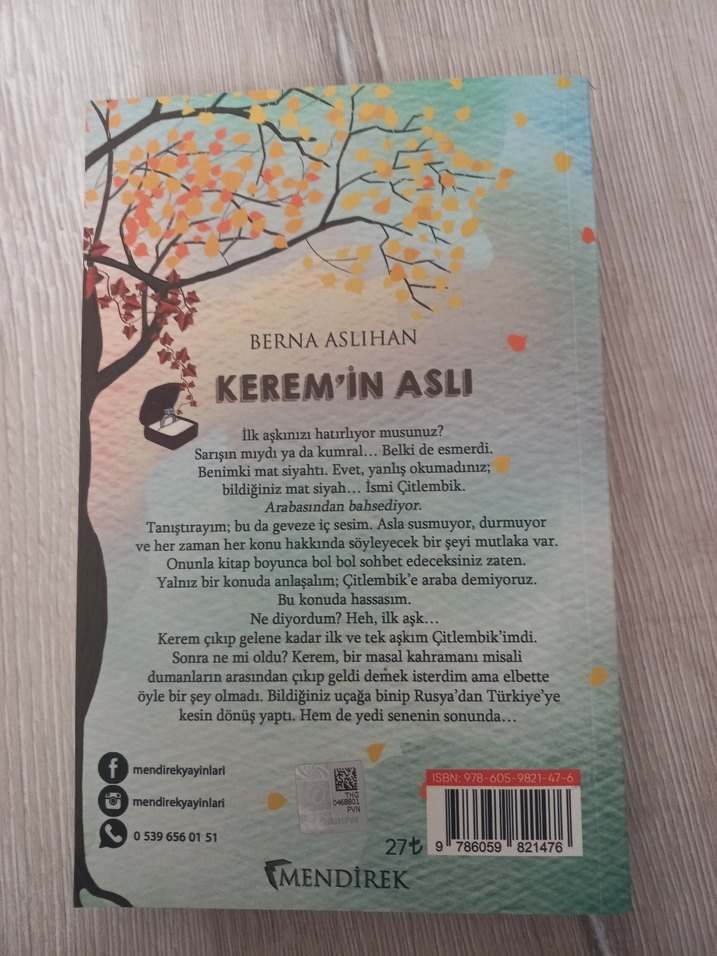 BERNA ASLIHAN
KEREM'İN ASLI
İlk aşkınızı hatırlıyor musunuz?
Sarışın mıydı ya da kumral... Belki de esmerdi.
Benimki mat siyahtı. Evet, yanlış okumadınız;
bildiğiniz mat siyah... İsmi Çitlembik.
Arabasından bahsediyor.
Tanıştırayım; bu da geveze iç sesim. Asla susmuyor, durmuyor
ve her zaman her konu hakkında söyleyecek bir şeyi mutlaka var.
Onunla kitap boyunca bol bol sohbet edeceksiniz zaten.
Yalnız bir konuda anlaşalım; Çitlembik'e araba demiyoruz.
Bu konuda hassasım.
Ne diyordum? Heh, ilk aşk...
Kerem çıkıp gelene kadar ilk ve tek aşkım Çitlembik'imdi.
Sonra ne mi oldu? Kerem, bir masal kahramanı misali
dumanların arasından çıkıp geldi demek isterdim ama elbette
öyle bir şey olmadı. Bildiğiniz uçağa binip Rusya'dan Türkiye'ye
kesin dönüş yaptı. Hem de yedi senenin sonunda...
mendirekyayinlari
mendirekyayinlari
0 539 656 01 51
THG
0468801
PVN
27₺
ISBN: 978-605-9821-47-6
9 786059 821476
MENDİREK